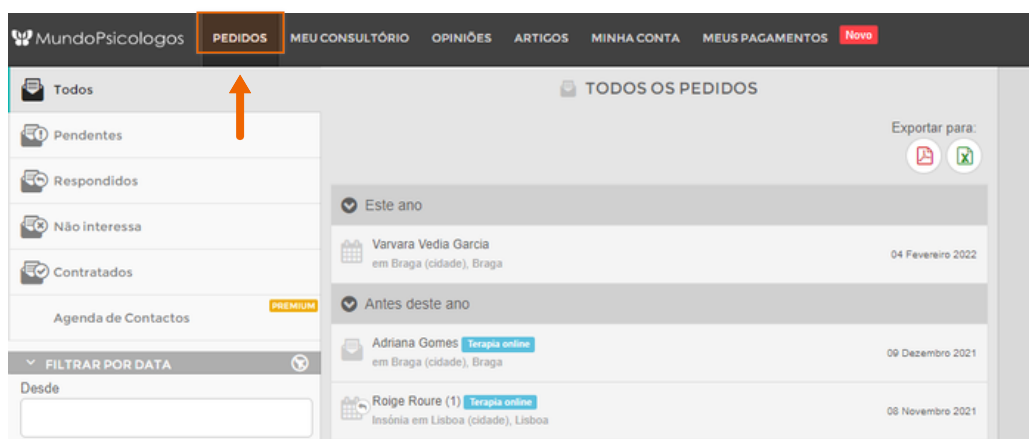 MundoPsicologos PEDIDOS MEU CONSULTÓRIO OPINIÕES ARTIGOS MINHA CONTA MEUS PAGAMENTOS Novo
Todos
Pendentes
Respondidos
Não interessa
Contratados
PREMIUM
Agenda de Contactos
FILTRAR POR DATA
Desde
TODOS OS PEDIDOS
Exportar para:
Este ano
Varvara Vedia Garcia
em Braga (cidade), Braga
04 Fevereiro 2022
Antes deste ano
Adriana Gomes Terapia online
em Braga (cidade), Braga
09 Dezembro 2021
Roige Roure (1) Terapia online
Insónia em Lisboa (cidade), Lisboa
08 Novembro 2021